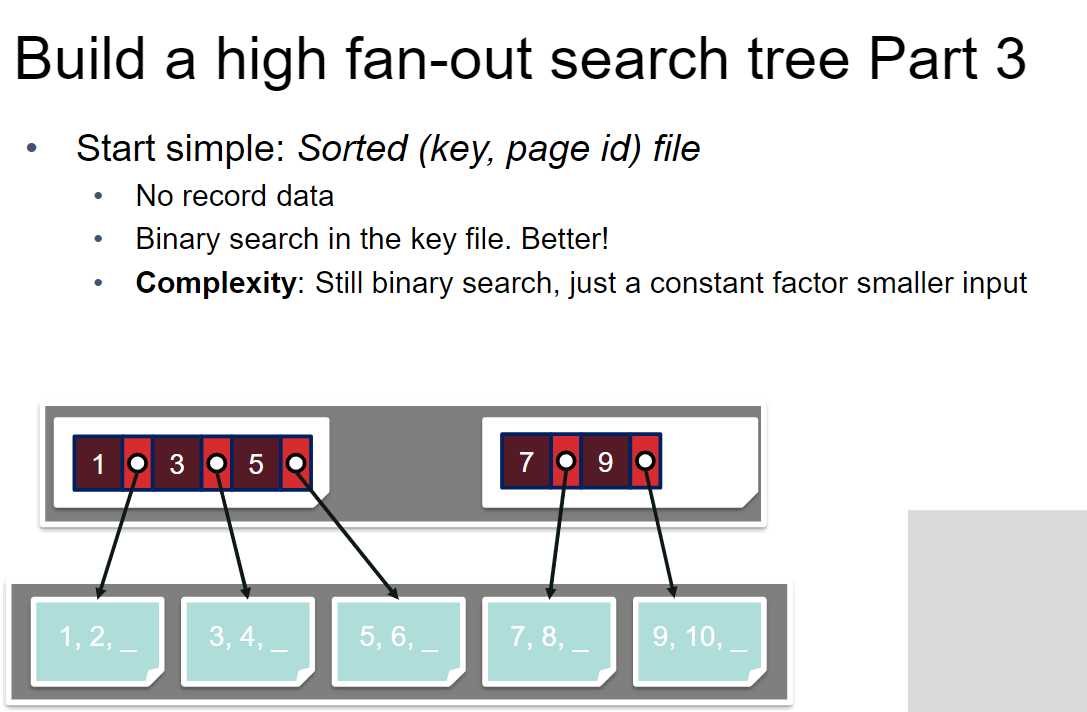 Build a high fan-out search tree Part 3
• Start simple: Sorted (key, page id) file
• No record data
• Binary search in the key file. Better!
• Complexity: Still binary search, just a constant factor smaller input
1 3 5 7 9
1, 2, _ 3, 4, _ 5, 6, _ 7, 8, _ 9, 10, _